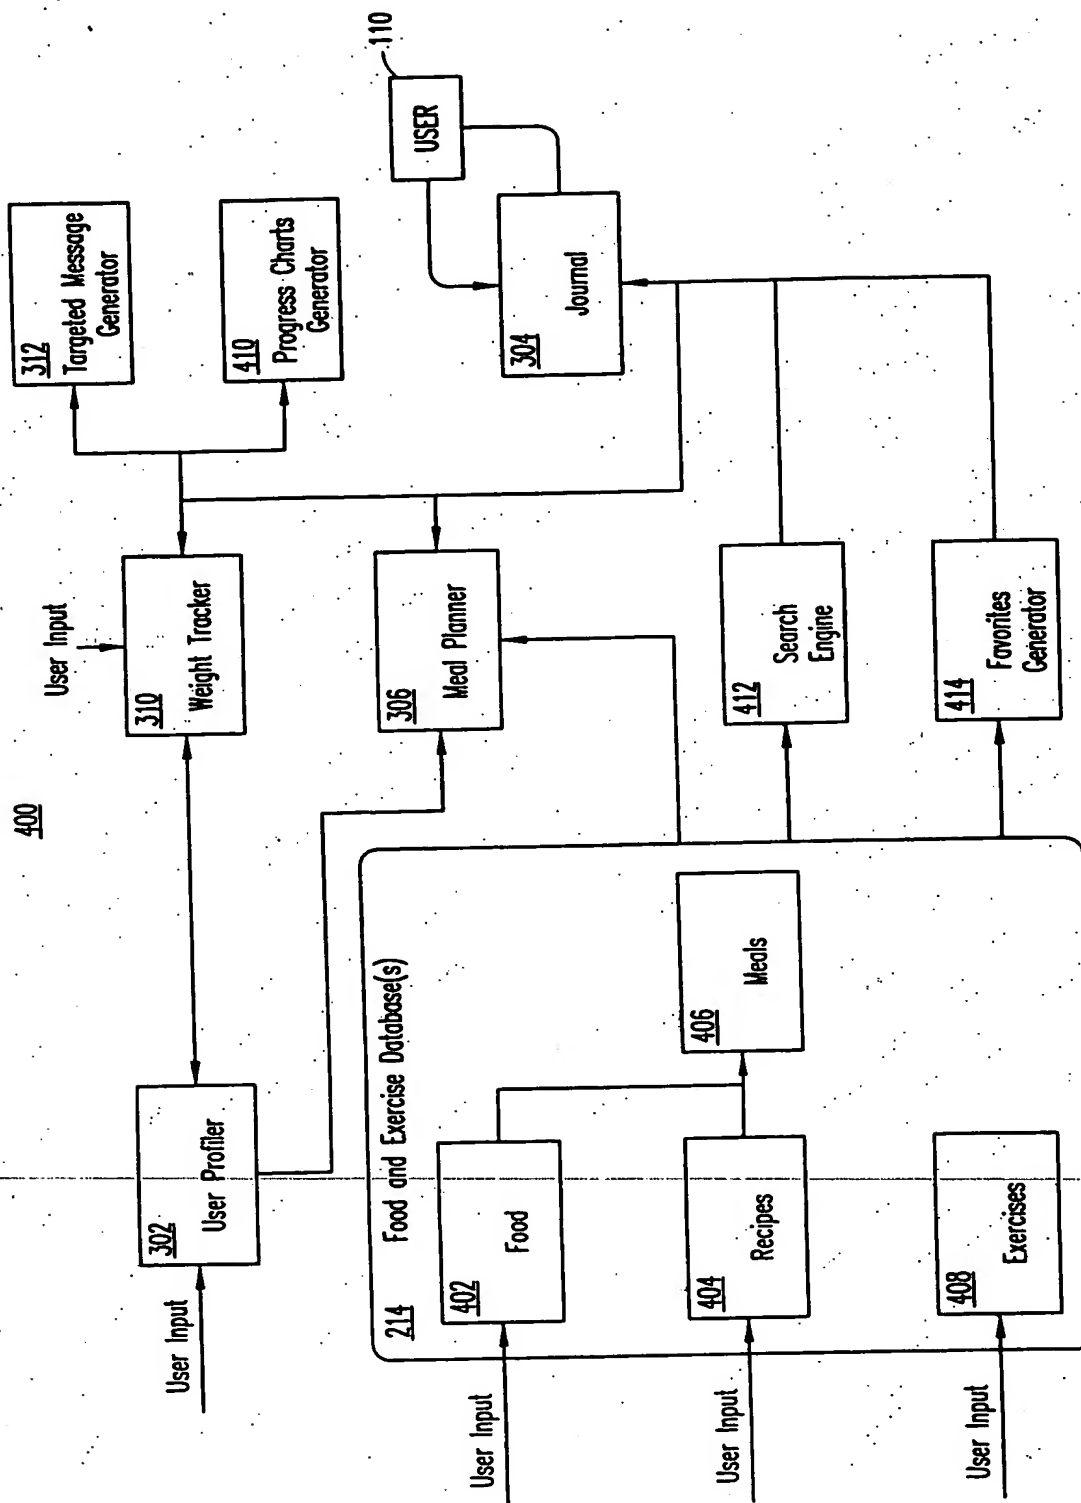 400
User Input
302
User Profiler
User Input
310
Weight Tracker
312
Targeted Message
Generator
410
Progress Charts
Generator
306
Meal Planner
USER
110
304
Journal
214
Food and Exercise Database(s)
User Input
402
Food
User Input
404
Recipes
406
Meals
User Input
408
Exercises
412
Search
Engine
414
Favorites
Generator